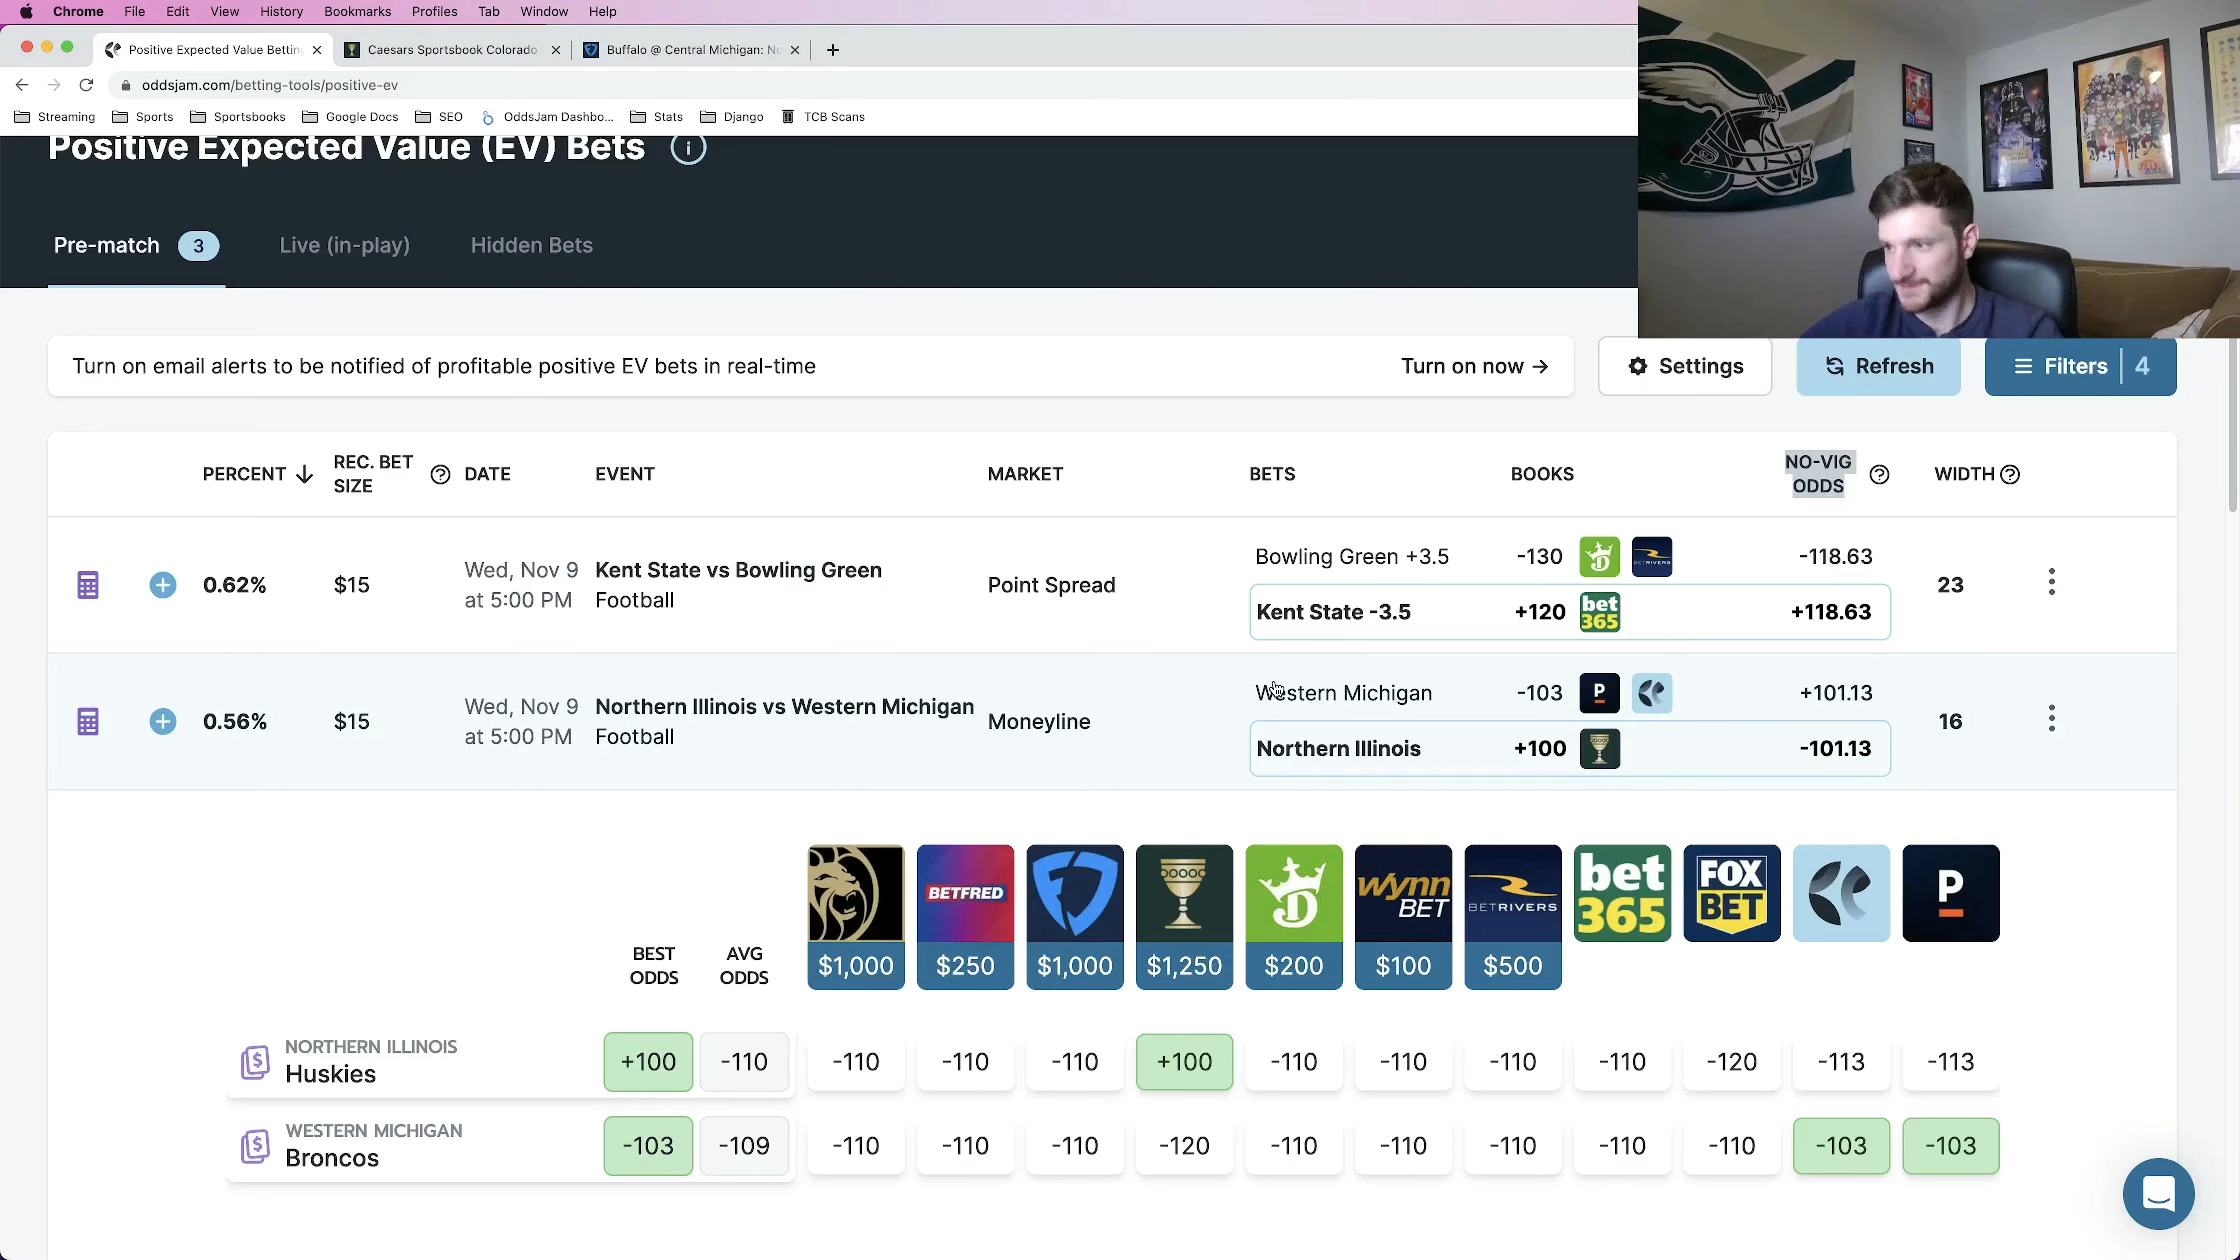 Chrome File Edit View History Bookmarks Profiles Tab Window Help
Positive Expected Value Bettin
Caesars Sportsbook Colorado
Buffalo @ Central Michigan: No
oddsjam.com/betting-tools/positive-ev
Streaming Sports Sportsbooks Google Docs SEO OddsJam Dashbo... Stats Django TCB Scans
Positive Expected Value (EV) Bets
Pre-match 3 Live (in-play) Hidden Bets
Turn on email alerts to be notified of profitable positive EV bets in real-time Turn on now → Settings Refresh Filters 4
PERCENT ↓ REC. BET SIZE DATE EVENT MARKET BETS BOOKS NO-VIG ODDS WIDTH
Bowling Green +3.5 -130 BETRIVERS -118.63
0.62% $15 Wed, Nov 9 at 5:00 PM Kent State vs Bowling Green Football Point Spread 23
Kent State -3.5 +120 bet365 +118.63
Western Michigan -103 P +101.13
0.56% $15 Wed, Nov 9 at 5:00 PM Northern Illinois vs Western Michigan Football Moneyline 16
Northern Illinois +100 -101.13
BETFRED Wynn BET BETRIVERS bet365 FOX BET P
BEST ODDS AVG ODDS $1,000 $250 $1,000 $1,250 $200 $100 $500
NORTHERN ILLINOIS
Huskies +100 -110 -110 -110 -110 +100 -110 -110 -110 -110 -120 -113 -113
WESTERN MICHIGAN
Broncos -103 -109 -110 -110 -110 -120 -110 -110 -110 -110 -110 -103 -103